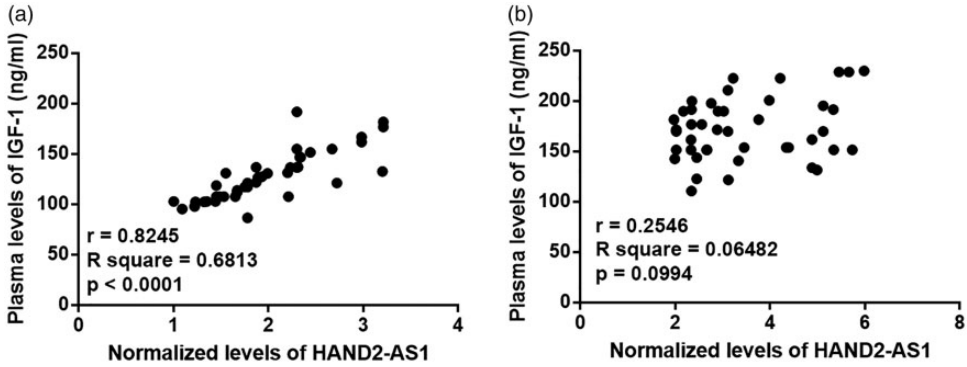 (a)
Plasma levels of IGF-1 (ng/ml)
250
200
150
100
50
0
r = 0.8245
R square = 0.6813
p < 0.0001
0 1 2 3 4
Normalized levels of HAND2-AS1
(b)
Plasma levels of IGF-1 (ng/ml)
250
200
150
100
50
0
r = 0.2546
R square = 0.06482
p = 0.0994
0 2 4 6 8
Normalized levels of HAND2-AS1